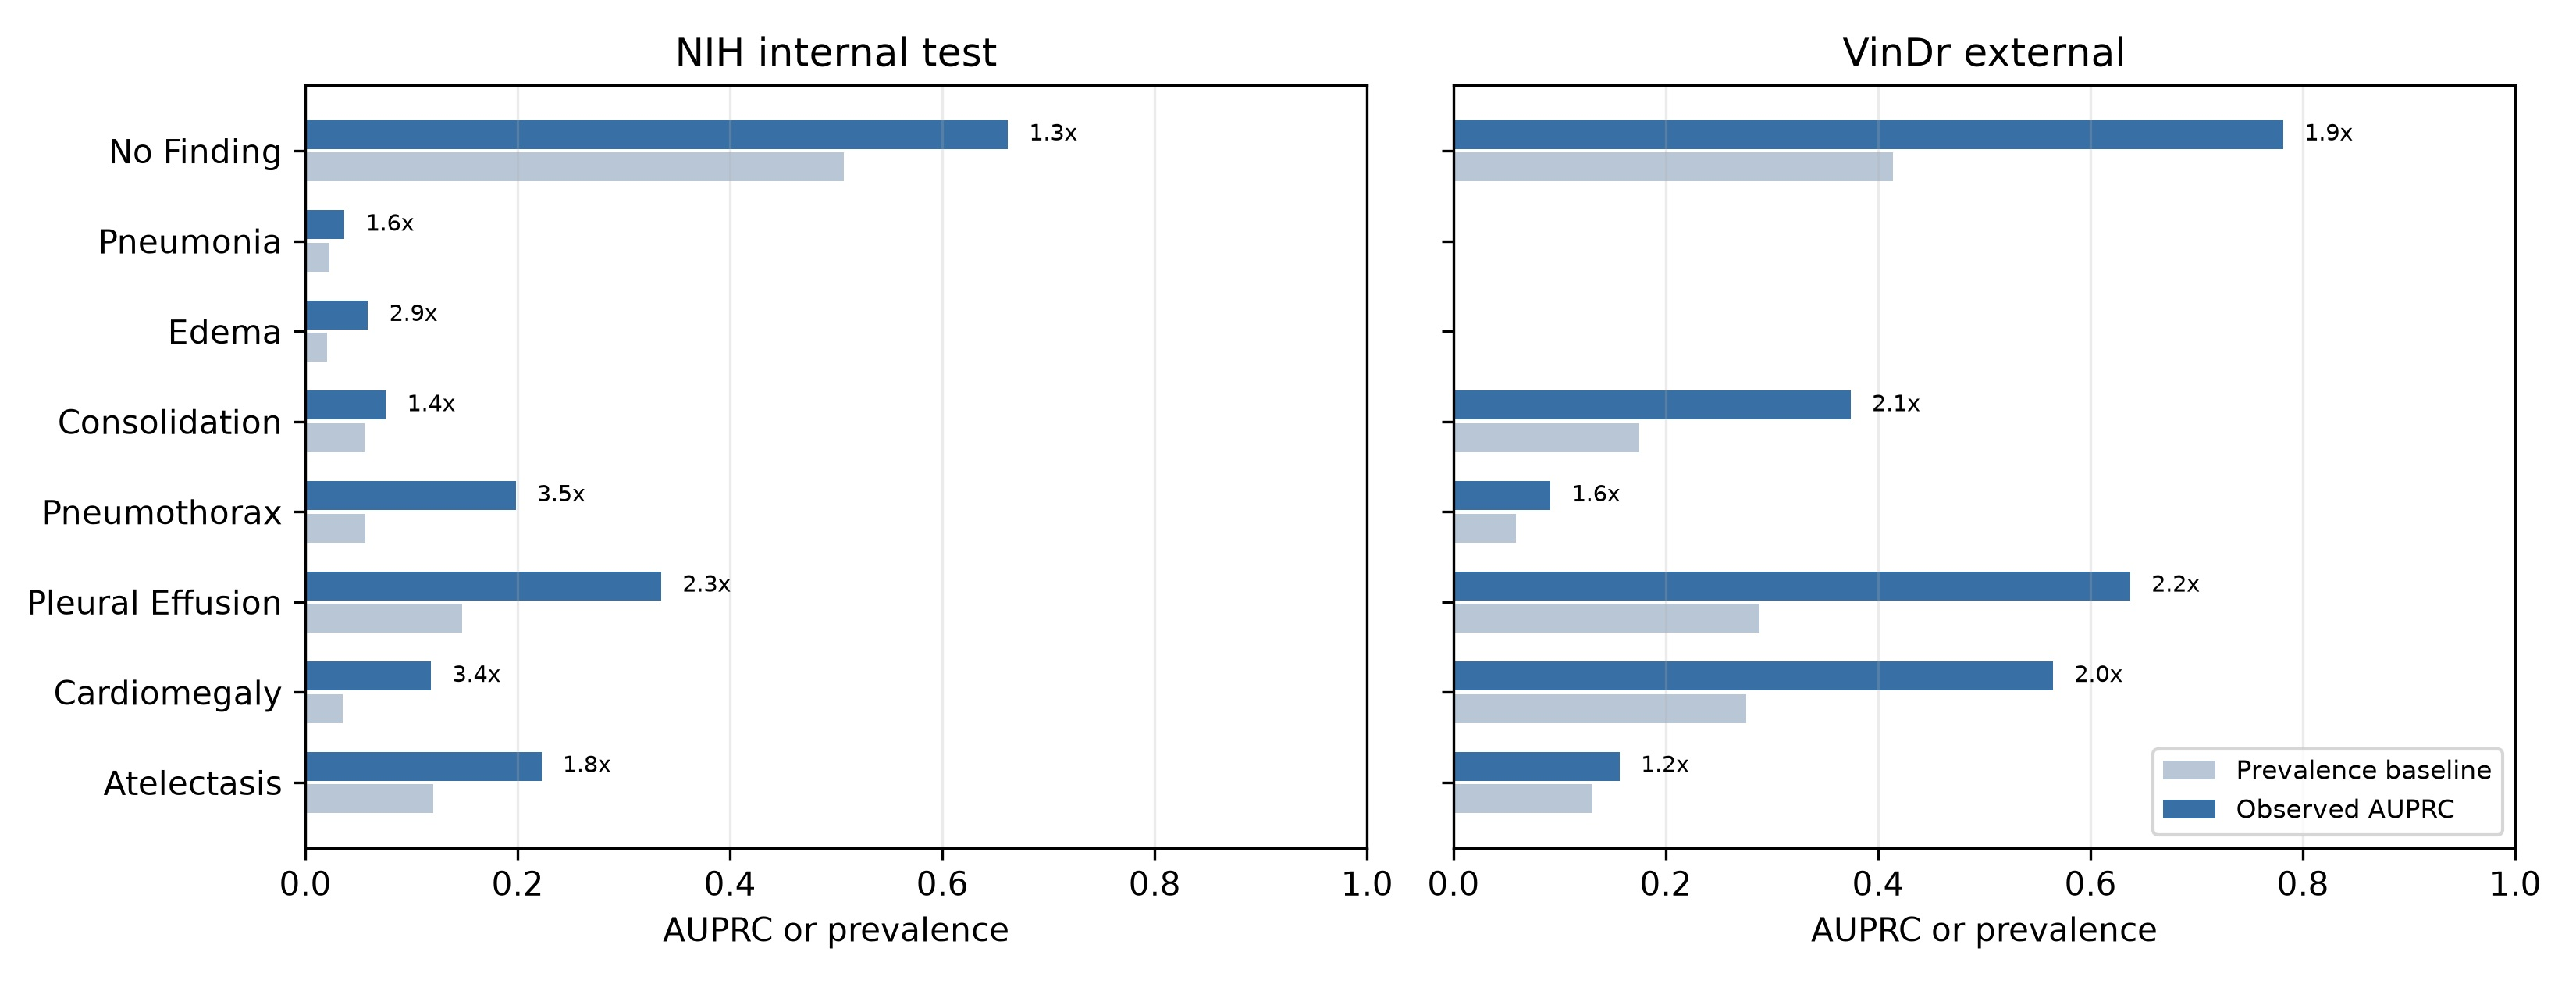 NIH internal test
No Finding
Pneumonia
Edema
Consolidation
Pneumothorax
Pleural Effusion
Cardiomegaly
Atelectasis
1.3x
1.6x
2.9x
1.4x
3.5x
2.3x
3.4x
1.8x
0.0 0.2 0.4 0.6 0.8 1.0
AUPRC or prevalence
VinDr external
1.9x
2.1x
1.6x
2.2x
2.0x
1.2x
Prevalence baseline
Observed AUPRC
0.0 0.2 0.4 0.6 0.8 1.0
AUPRC or prevalence